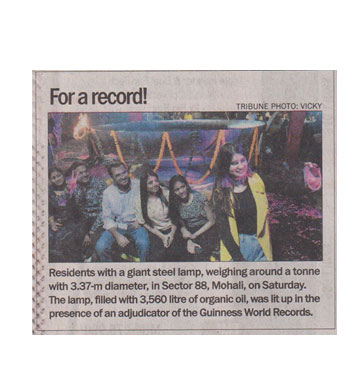 For a record!
TRIBUNE PHOTO: VICKY
Residents with a giant steel lamp, weighing around a tonne
with 3.37-m diameter, in Sector 88, Mohali, on Saturday.
The lamp, filled with 3,560 litre of organic oil, was lit up in the
presence of an adjudicator of the Guinness World Records.